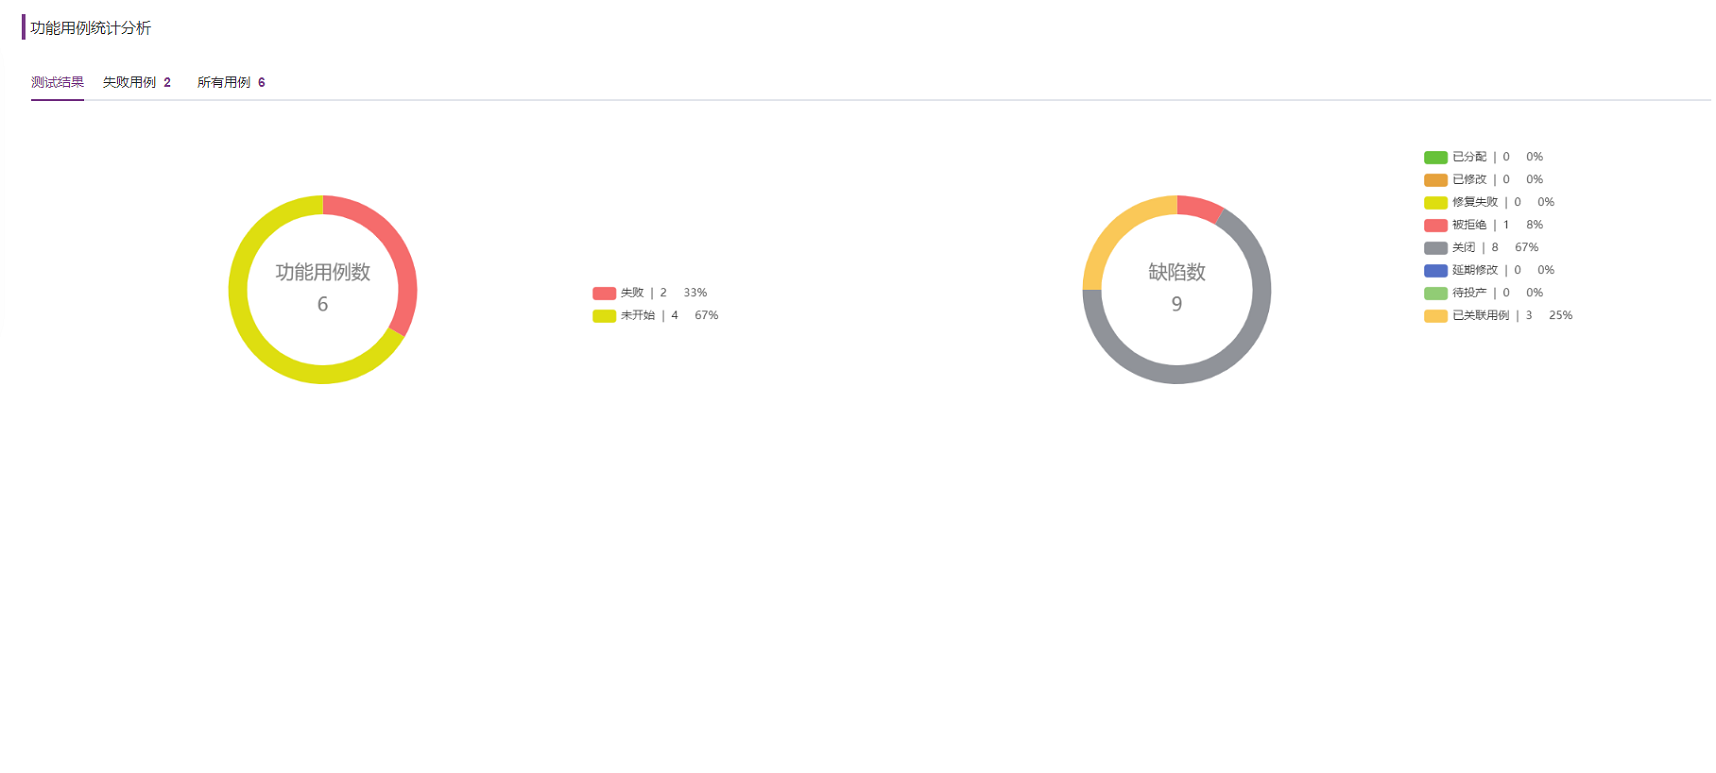 功能用例统计分析
测试结果 失败用例 2 所有用例 6
功能用例数
6
失败 | 2 33%
未开始 | 4 67%
缺陷数
9
已分配 | 0 0%
已修改 | 0 0%
修复失败 | 0 0%
被拒绝 | 1 8%
关闭 | 8 67%
延期修改 | 0 0%
待投产 | 0 0%
已关联用例 | 3 25%